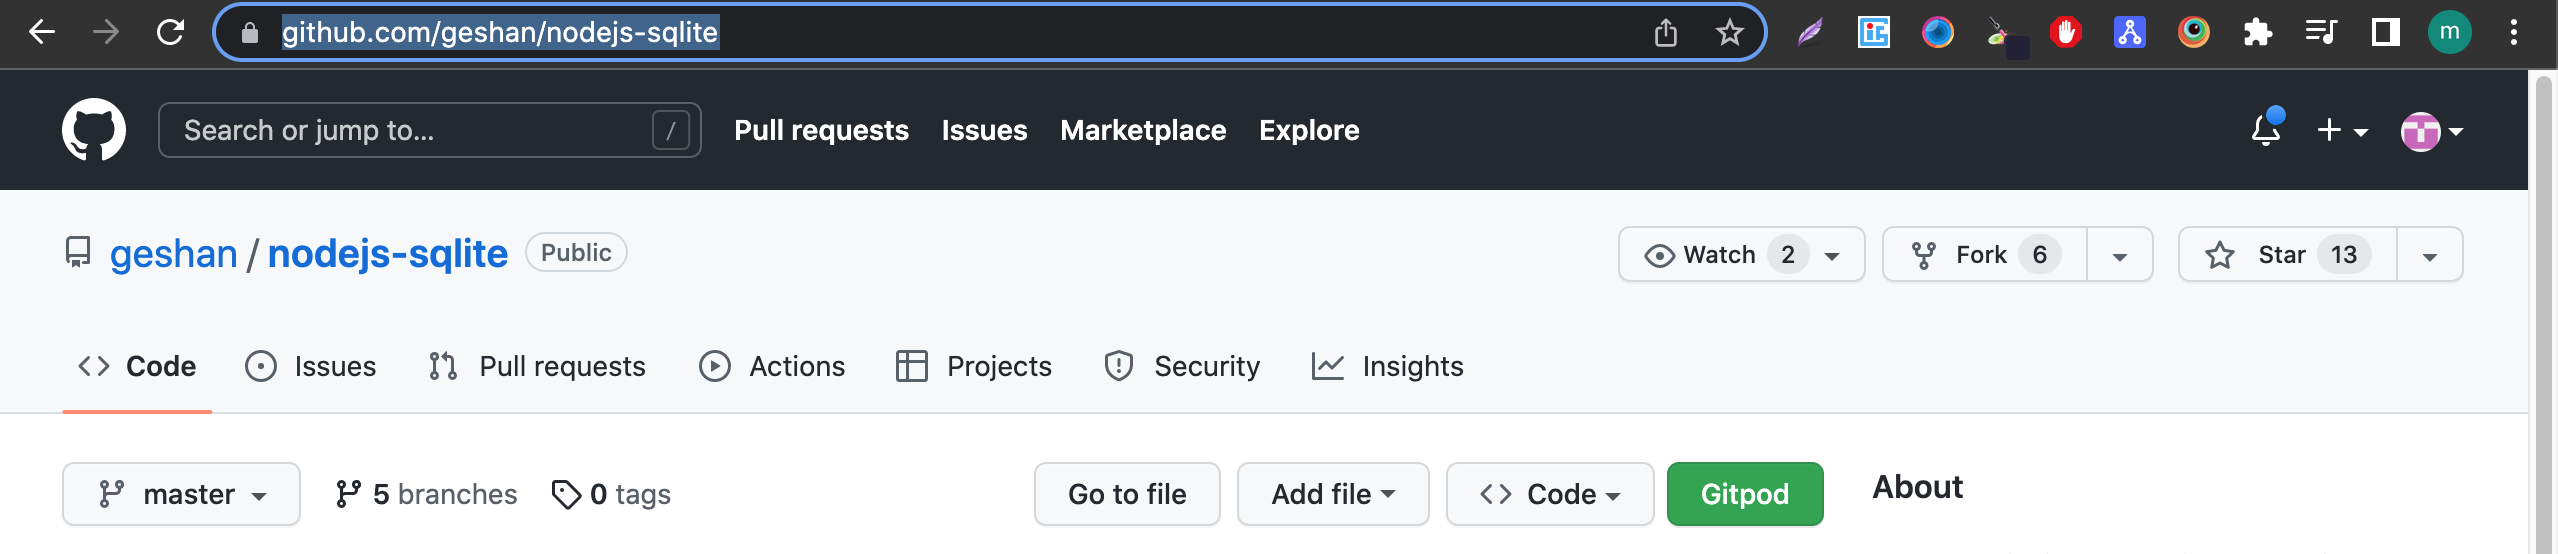 github.com/geshan/nodejs-sqlite
m
Search or jump to... / Pull requests Issues Marketplace Explore
geshan / nodejs-sqlite Public Watch 2 Fork 6 Star 13
Code Issues Pull requests Actions Projects Security Insights
master 5 branches 0 tags Go to file Add file Code Gitpod About